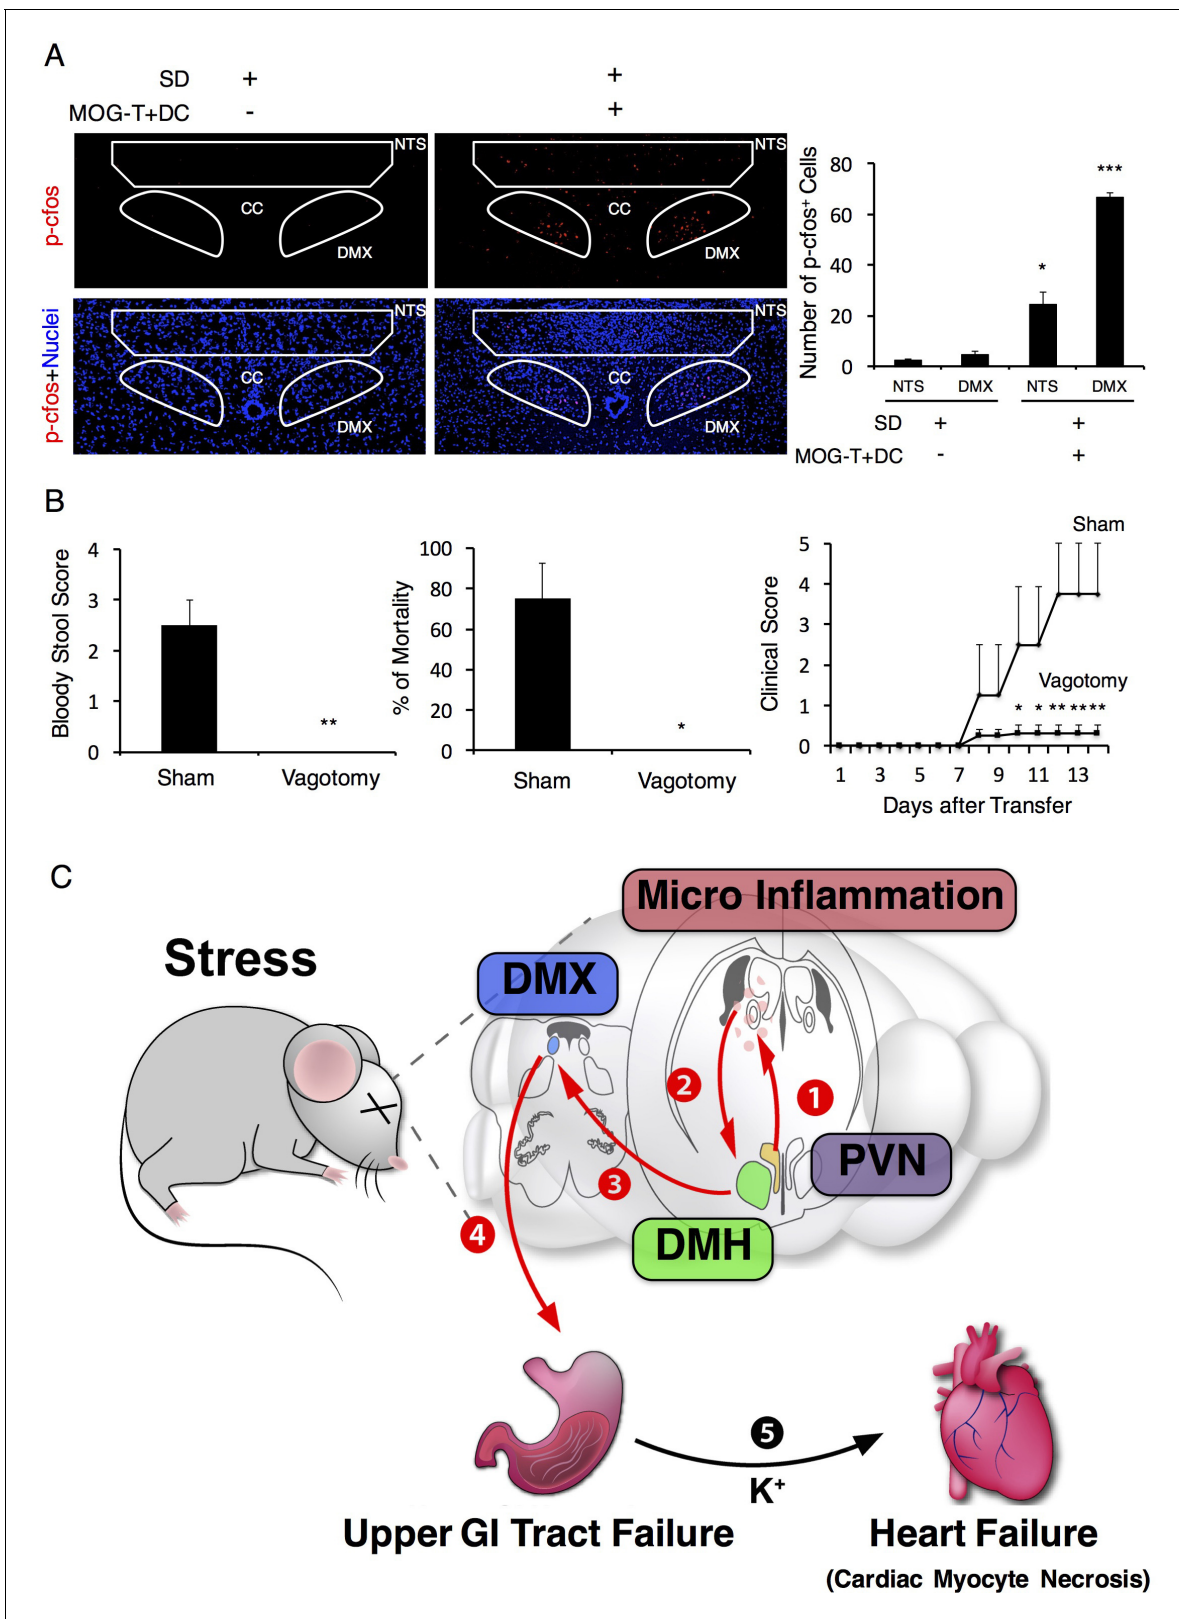 A
SD + +
MOG-T+DC - +
p-cfos
NTS
CC
DMX
NTS
CC
DMX
p-cfos+Nuclei
NTS
CC
DMX
NTS
CC
DMX
Number of p-cfos⁺ Cells
80
60
40
20
0
*
***
NTS DMX NTS DMX
SD + +
MOG-T+DC - +
B
Bloody Stool Score
4
3
2
1
0
**
Sham Vagotomy
% of Mortality
100
80
60
40
20
0
*
Sham Vagotomy
Clinical Score
5
4
3
2
1
0
Sham
Vagotomy
* * ** ** **
1 3 5 7 9 11 13
Days after Transfer
C
Micro Inflammation
Stress
DMX
2
1
PVN
3
4
DMH
5
K⁺
Upper GI Tract Failure
Heart Failure
(Cardiac Myocyte Necrosis)